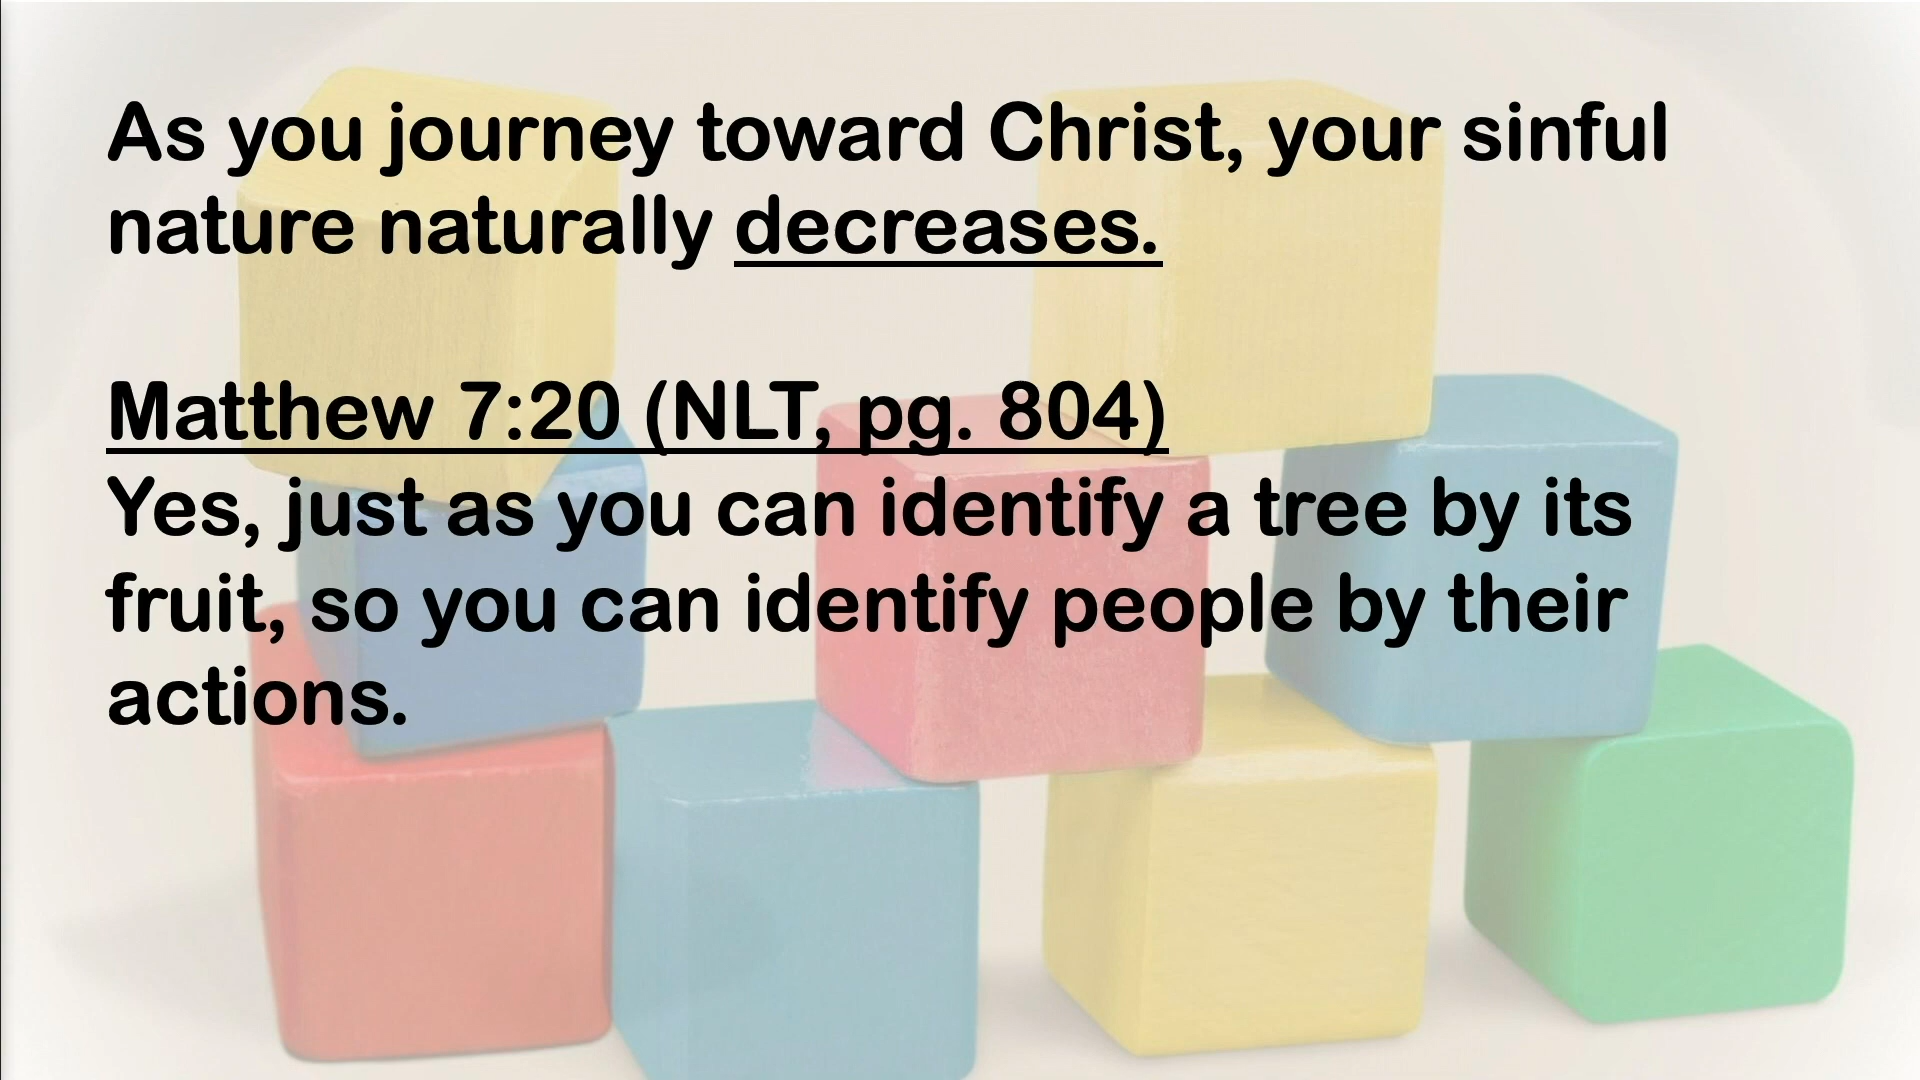 As you journey toward Christ, your sinful
nature naturally decreases.
Matthew 7:20 (NLT, pg. 804)
Yes, just as you can identify a tree by its
fruit, so you can identify people by their
actions.